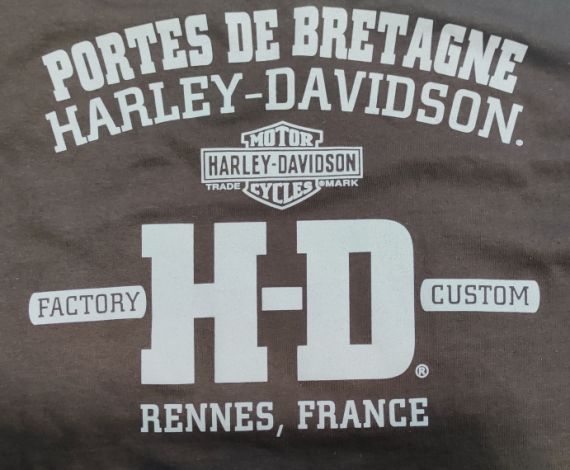 PORTES DE BRETAGNE
HARLEY-DAVIDSON.
MOTOR
HARLEY-DAVIDSON
TRADE ® MARK
CYCLES
H-D®
FACTORY CUSTOM
RENNES, FRANCE